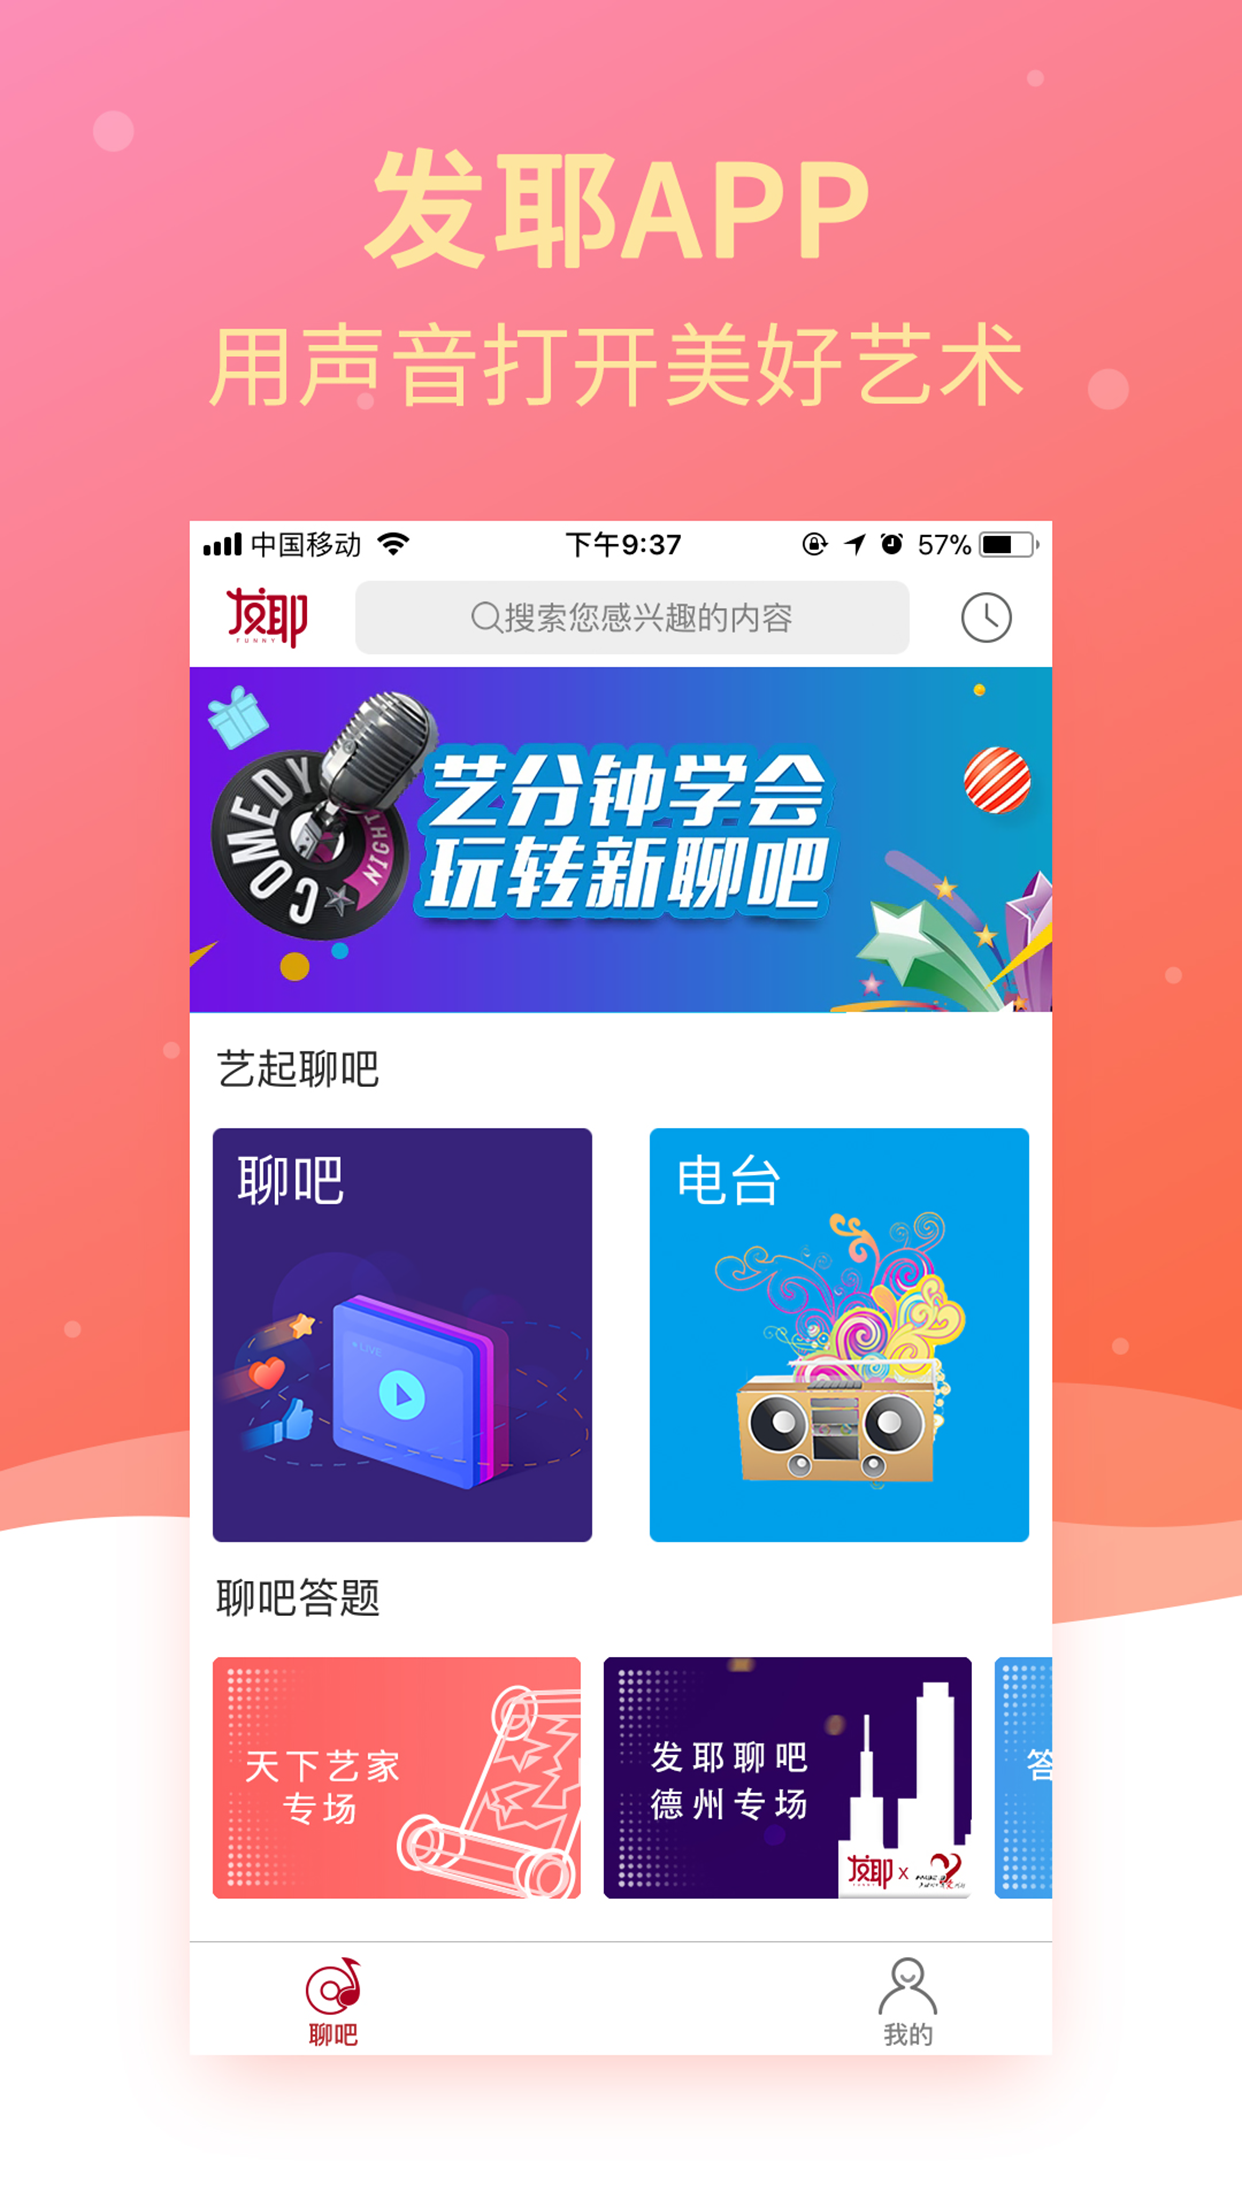 发耶APP
用声音打开美好艺术
中国移动 下午9:37 57%
发耶
FUNNY
搜索您感兴趣的内容
COMEDY
NIGHT
艺分钟学会
玩转新聊吧
艺起聊吧
聊吧
电台
LIVE
聊吧答题
天下艺家
专场
发耶聊吧
德州专场
发耶 x
答
聊吧
我的